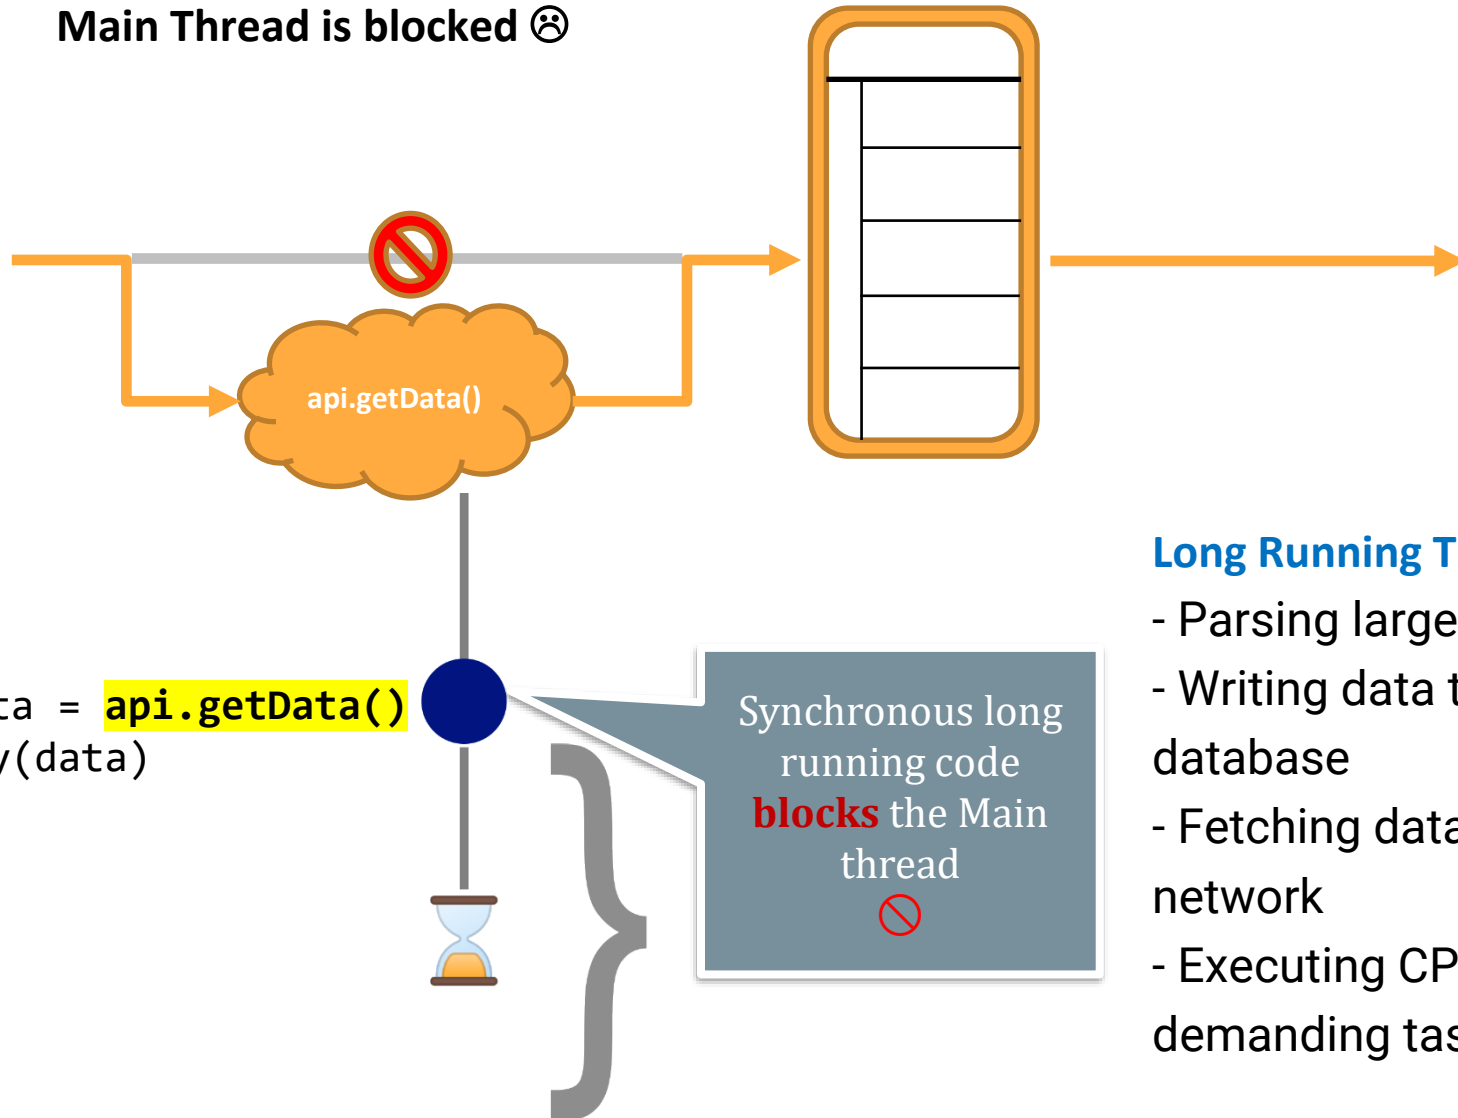 Main Thread is blocked ☹
api.getData()
ta = api.getData()
y(data)
Synchronous long
running code
blocks the Main
thread
Long Running T
- Parsing large
- Writing data t
database
- Fetching data
network
- Executing CP
demanding tas